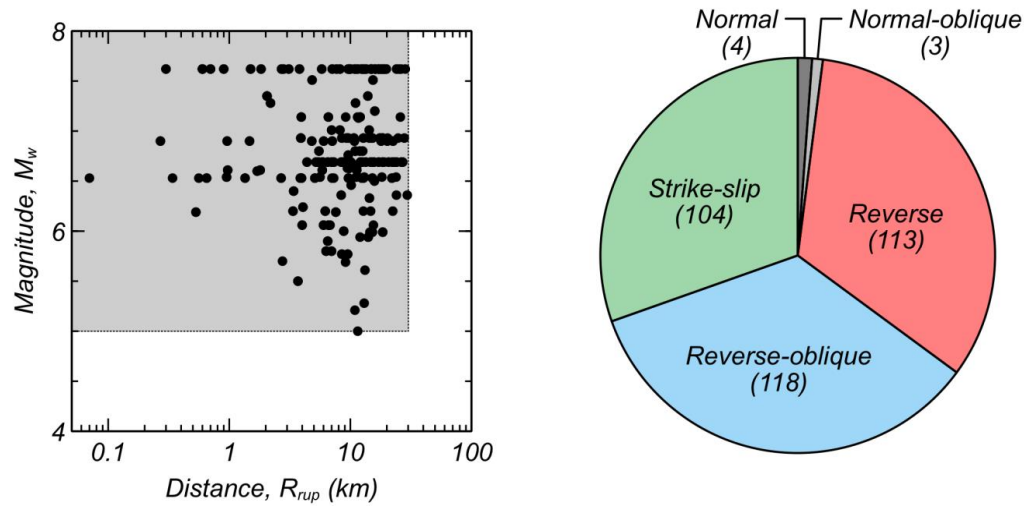 8
6
4
Magnitude, Mw
0.1
1
10
100
Distance, Rrup (km)
Normal
(4)
Normal-oblique
(3)
Strike-slip
(104)
Reverse
(113)
Reverse-oblique
(118)